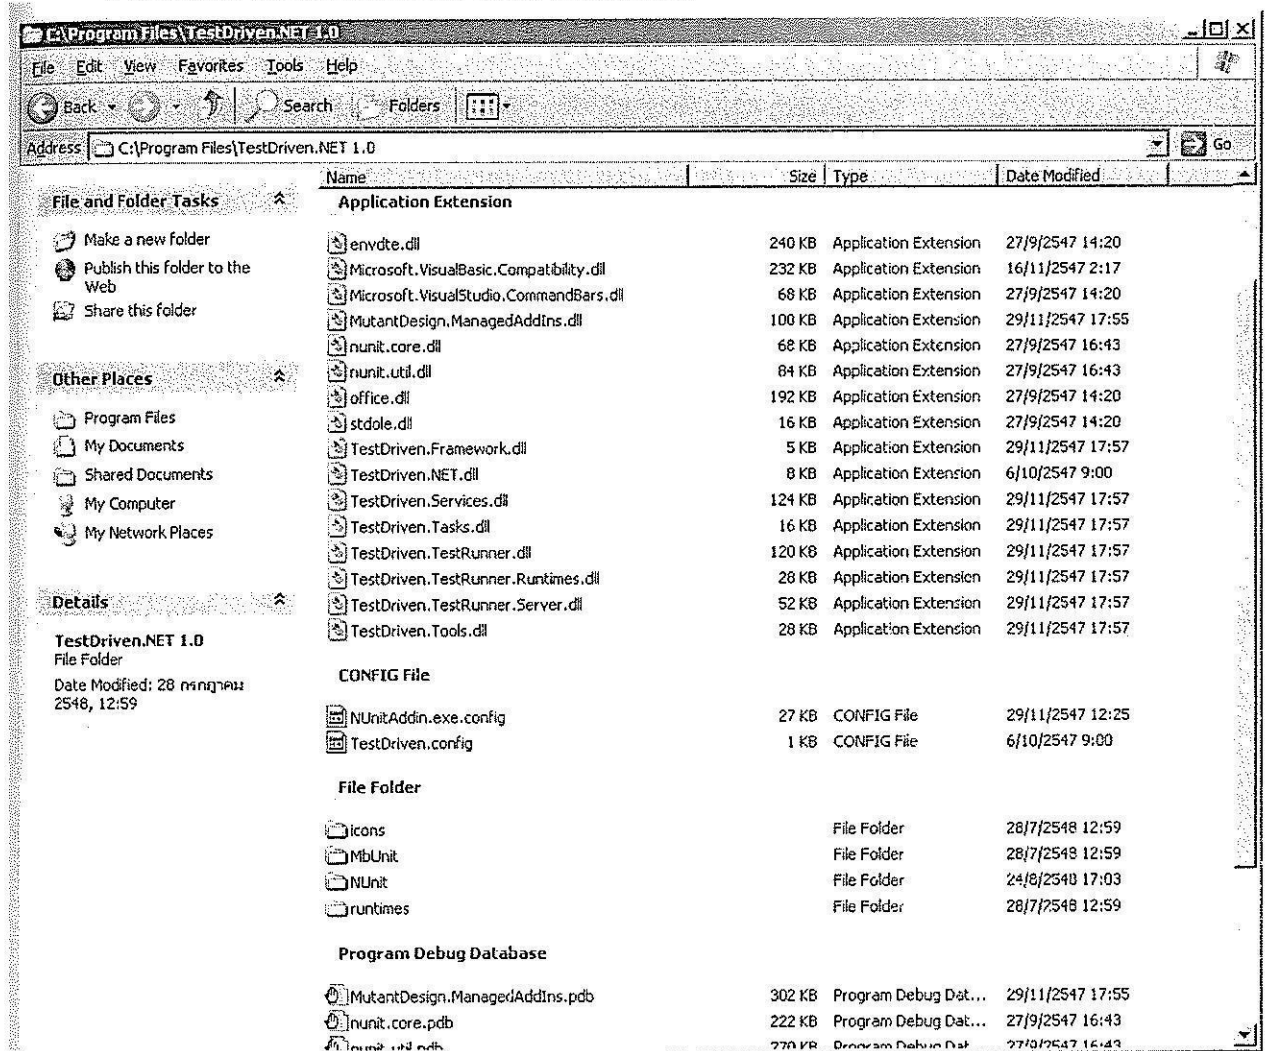 C:\Program Files\TestDriven.NET 1.0
File Edit View Favorites Tools Help
Back Search Folders
Address C:\Program Files\TestDriven.NET 1.0 Go
Name Size Type Date Modified
File and Folder Tasks
Make a new folder
Publish this folder to the
Web
Share this folder
Other Places
Program Files
My Documents
Shared Documents
My Computer
My Network Places
Details
TestDriven.NET 1.0
File Folder
Date Modified: 28 กรกฎาคม
2548, 12:59
Application Extension
envdte.dll 240 KB Application Extension 27/9/2547 14:20
Microsoft.VisualBasic.Compatibility.dll 232 KB Application Extension 16/11/2547 2:17
Microsoft.VisualStudio.CommandBars.dll 68 KB Application Extension 27/9/2547 14:20
MutantDesign.ManagedAddIns.dll 100 KB Application Extension 29/11/2547 17:55
nunit.core.dll 68 KB Application Extension 27/9/2547 16:43
nunit.util.dll 84 KB Application Extension 27/9/2547 16:43
office.dll 192 KB Application Extension 27/9/2547 14:20
stdole.dll 16 KB Application Extension 27/9/2547 14:20
TestDriven.Framework.dll 5 KB Application Extension 29/11/2547 17:57
TestDriven.NET.dll 8 KB Application Extension 6/10/2547 9:00
TestDriven.Services.dll 124 KB Application Extension 29/11/2547 17:57
TestDriven.Tasks.dll 16 KB Application Extension 29/11/2547 17:57
TestDriven.TestRunner.dll 120 KB Application Extension 29/11/2547 17:57
TestDriven.TestRunner.Runtimes.dll 28 KB Application Extension 29/11/2547 17:57
TestDriven.TestRunner.Server.dll 52 KB Application Extension 29/11/2547 17:57
TestDriven.Tools.dll 28 KB Application Extension 29/11/2547 17:57
CONFIG File
NUnitAddin.exe.config 27 KB CONFIG File 29/11/2547 12:25
TestDriven.config 1 KB CONFIG File 6/10/2547 9:00
File Folder
icons File Folder 28/7/2548 12:59
MbUnit File Folder 28/7/2548 12:59
NUnit File Folder 24/8/2548 17:03
runtimes File Folder 28/7/2548 12:59
Program Debug Database
MutantDesign.ManagedAddIns.pdb 302 KB Program Debug Dat... 29/11/2547 17:55
nunit.core.pdb 222 KB Program Debug Dat... 27/9/2547 16:43
nunit.util.pdb 270 KB Program Debug Dat 27/9/2547 16:43